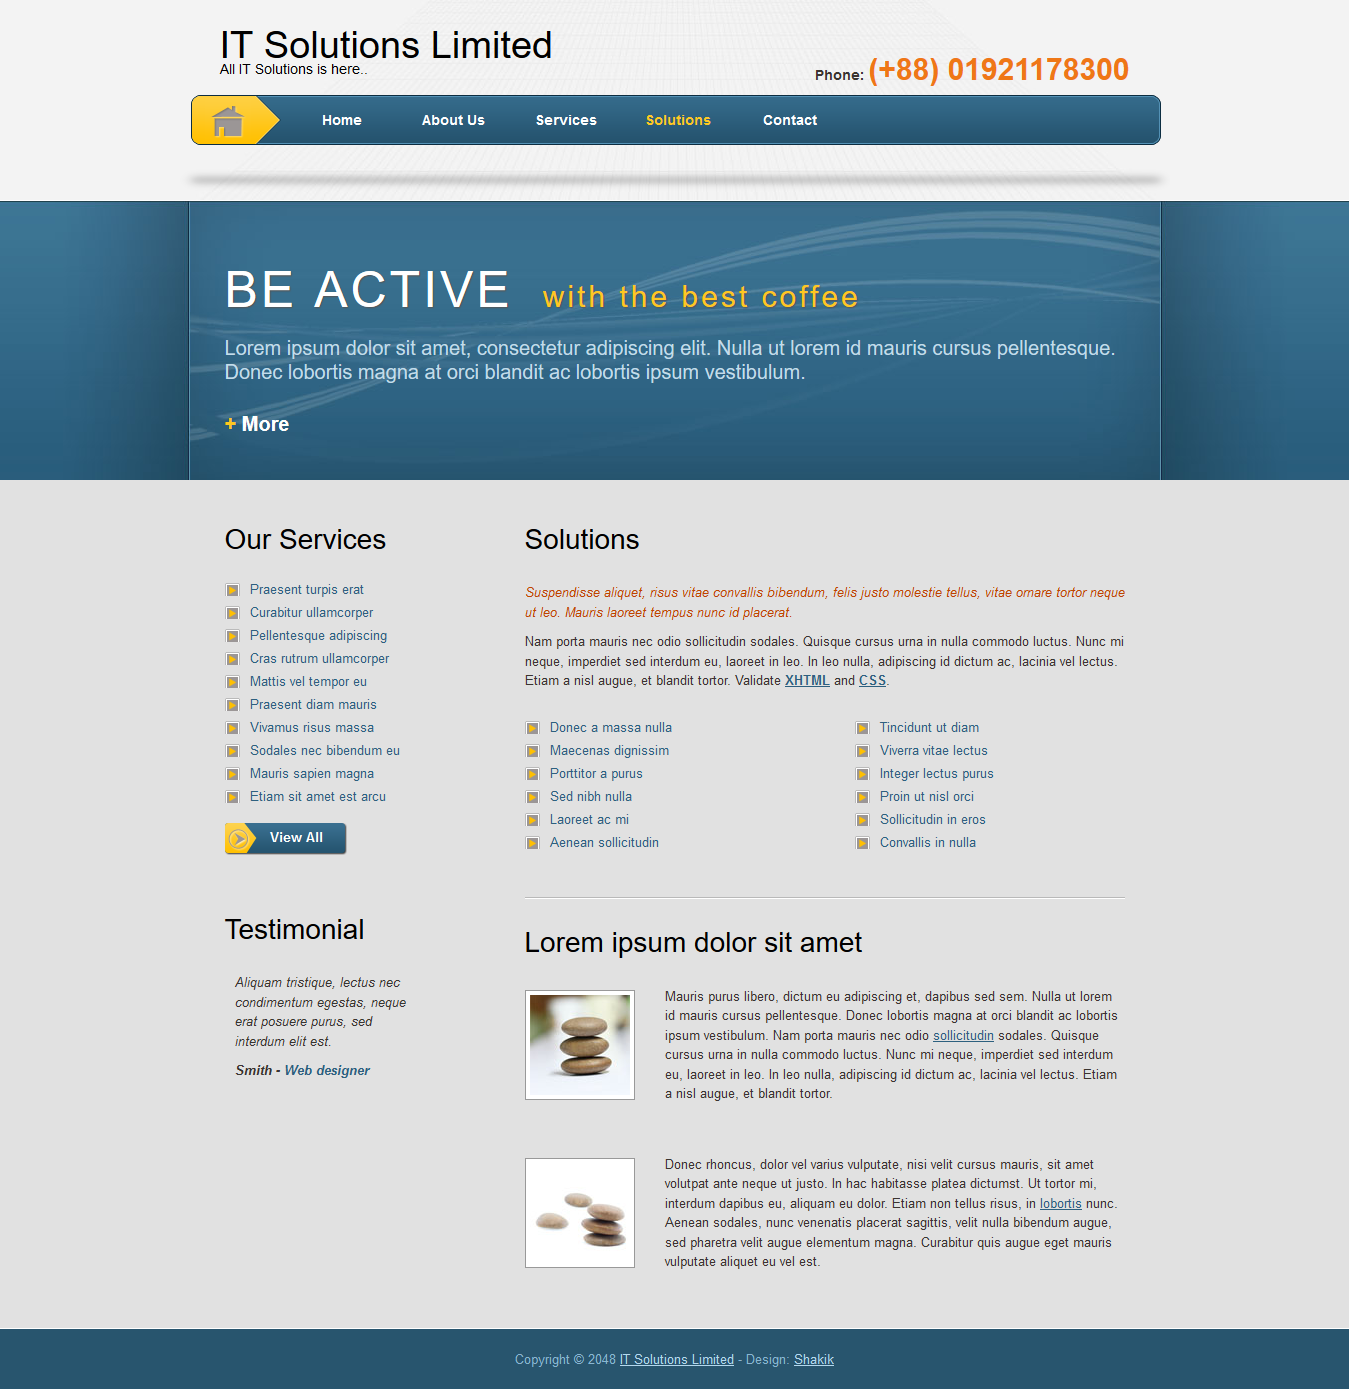 IT Solutions Limited
All IT Solutions is here..
Phone: (+88) 01921178300
Home About Us Services Solutions Contact
BE ACTIVE with the best coffee
Lorem ipsum dolor sit amet, consectetur adipiscing elit. Nulla ut lorem id mauris cursus pellentesque.
Donec lobortis magna at orci blandit ac lobortis ipsum vestibulum.
+ More
Our Services
Praesent turpis erat
Curabitur ullamcorper
Pellentesque adipiscing
Cras rutrum ullamcorper
Mattis vel tempor eu
Praesent diam mauris
Vivamus risus massa
Sodales nec bibendum eu
Mauris sapien magna
Etiam sit amet est arcu
View All
Testimonial
Aliquam tristique, lectus nec
condimentum egestas, neque
erat posuere purus, sed
interdum elit est.
Smith - Web designer
Solutions
Suspendisse aliquet, risus vitae convallis bibendum, felis justo molestie tellus, vitae ornare tortor neque
ut leo. Mauris laoreet tempus nunc id placerat.
Nam porta mauris nec odio sollicitudin sodales. Quisque cursus urna in nulla commodo luctus. Nunc mi
neque, imperdiet sed interdum eu, laoreet in leo. In leo nulla, adipiscing id dictum ac, lacinia vel lectus.
Etiam a nisl augue, et blandit tortor. Validate XHTML and CSS.
Donec a massa nulla
Maecenas dignissim
Porttitor a purus
Sed nibh nulla
Laoreet ac mi
Aenean sollicitudin
Tincidunt ut diam
Viverra vitae lectus
Integer lectus purus
Proin ut nisl orci
Sollicitudin in eros
Convallis in nulla
Lorem ipsum dolor sit amet
Mauris purus libero, dictum eu adipiscing et, dapibus sed sem. Nulla ut lorem
id mauris cursus pellentesque. Donec lobortis magna at orci blandit ac lobortis
ipsum vestibulum. Nam porta mauris nec odio sollicitudin sodales. Quisque
cursus urna in nulla commodo luctus. Nunc mi neque, imperdiet sed interdum
eu, laoreet in leo. In leo nulla, adipiscing id dictum ac, lacinia vel lectus. Etiam
a nisl augue, et blandit tortor.
Donec rhoncus, dolor vel varius vulputate, nisi velit cursus mauris, sit amet
volutpat ante neque ut justo. In hac habitasse platea dictumst. Ut tortor mi,
interdum dapibus eu, aliquam eu dolor. Etiam non tellus risus, in lobortis nunc.
Aenean sodales, nunc venenatis placerat sagittis, velit nulla bibendum augue,
sed pharetra velit augue elementum magna. Curabitur quis augue eget mauris
vulputate aliquet eu vel est.
Copyright © 2048 IT Solutions Limited - Design: Shakik